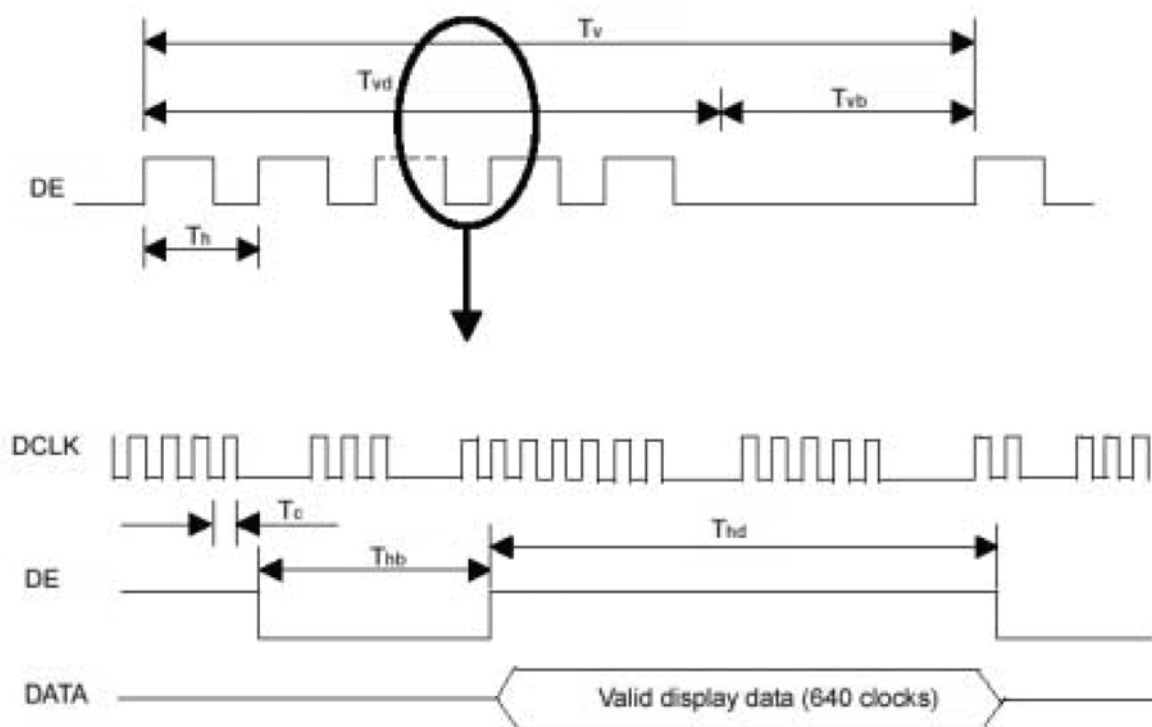 Tv
Tvd
Tvb
DE
Th
DCLK
Tc
Thd
Thb
DE
DATA
Valid display data (640 clocks)